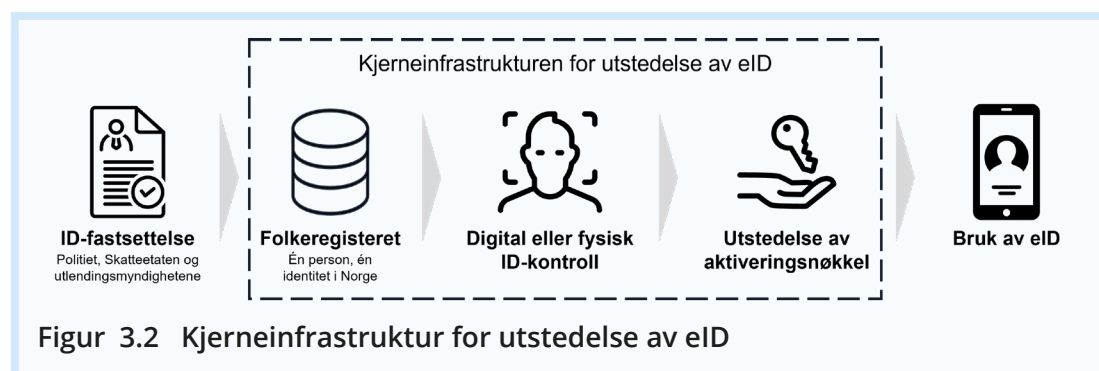 Kjerneinfrastrukturen for utstedelse av eID
ID-fastsettelse
Politiet, Skatteetaten og
utlendingsmyndighetene
Folkeregisteret
Én person, én
identitet i Norge
Digital eller fysisk
ID-kontroll
Utstedelse av
aktiveringsnøkkel
Bruk av eID
Figur 3.2 Kjerneinfrastruktur for utstedelse av eID